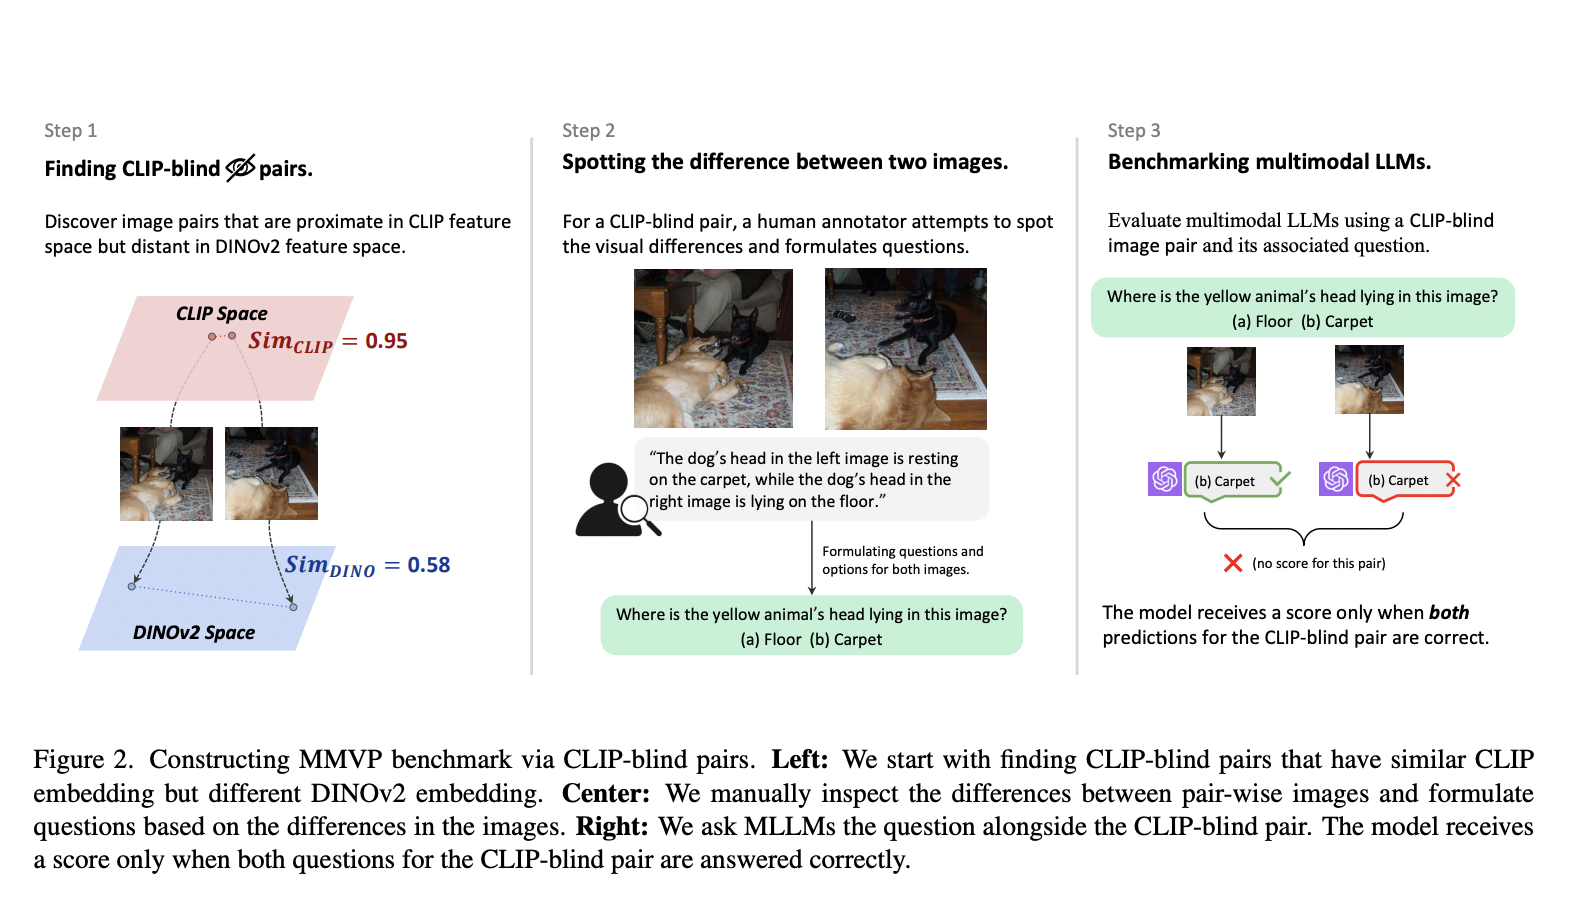 Step 1
Finding CLIP-blind pairs.
Discover image pairs that are proximate in CLIP feature
space but distant in DINOv2 feature space.
CLIP Space
Sim_CLIP = 0.95
Sim_DINO = 0.58
DINOv2 Space
Step 2
Spotting the difference between two images.
For a CLIP-blind pair, a human annotator attempts to spot
the visual differences and formulates questions.
“The dog’s head in the left image is resting
on the carpet, while the dog’s head in the
right image is lying on the floor.”
Formulating questions and
options for both images.
Where is the yellow animal’s head lying in this image?
(a) Floor (b) Carpet
Step 3
Benchmarking multimodal LLMs.
Evaluate multimodal LLMs using a CLIP-blind
image pair and its associated question.
Where is the yellow animal’s head lying in this image?
(a) Floor (b) Carpet
(b) Carpet
(b) Carpet
(no score for this pair)
The model receives a score only when both
predictions for the CLIP-blind pair are correct.
Figure 2. Constructing MMVP benchmark via CLIP-blind pairs. Left: We start with finding CLIP-blind pairs that have similar CLIP
embedding but different DINOv2 embedding. Center: We manually inspect the differences between pair-wise images and formulate
questions based on the differences in the images. Right: We ask MLLMs the question alongside the CLIP-blind pair. The model receives
a score only when both questions for the CLIP-blind pair are answered correctly.